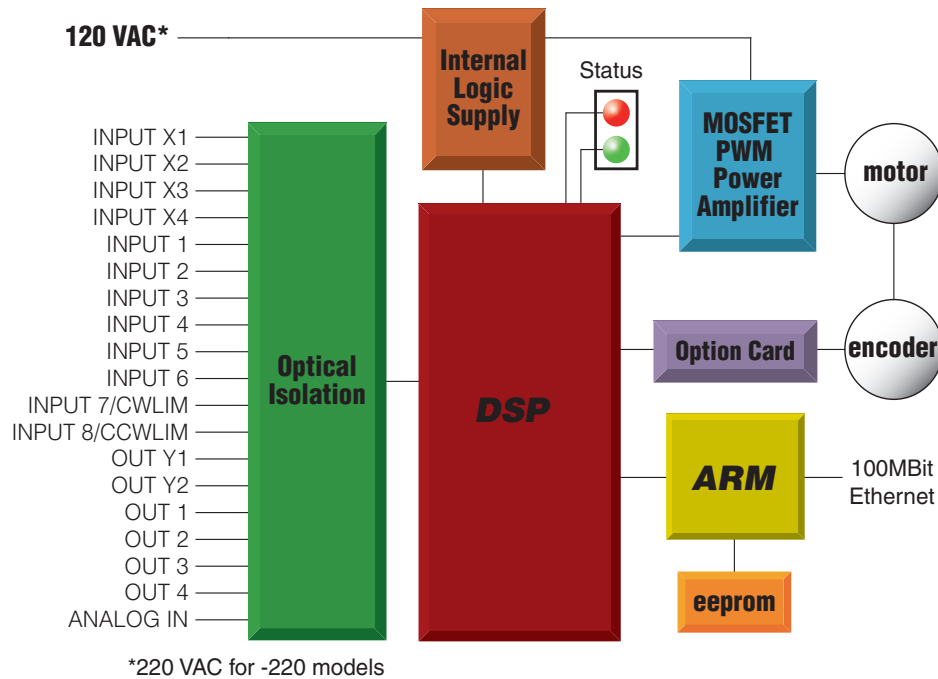 120 VAC*
Internal
Logic
Supply
Status
MOSFET
PWM
Power
Amplifier
motor
INPUT X1
INPUT X2
INPUT X3
INPUT X4
INPUT 1
INPUT 2
INPUT 3
INPUT 4
INPUT 5
INPUT 6
INPUT 7/CWLIM
INPUT 8/CCWLIM
OUT Y1
OUT Y2
OUT 1
OUT 2
OUT 3
OUT 4
ANALOG IN
Optical
Isolation
DSP
Option Card
encoder
ARM
100MBit
Ethernet
eeprom
*220 VAC for -220 models